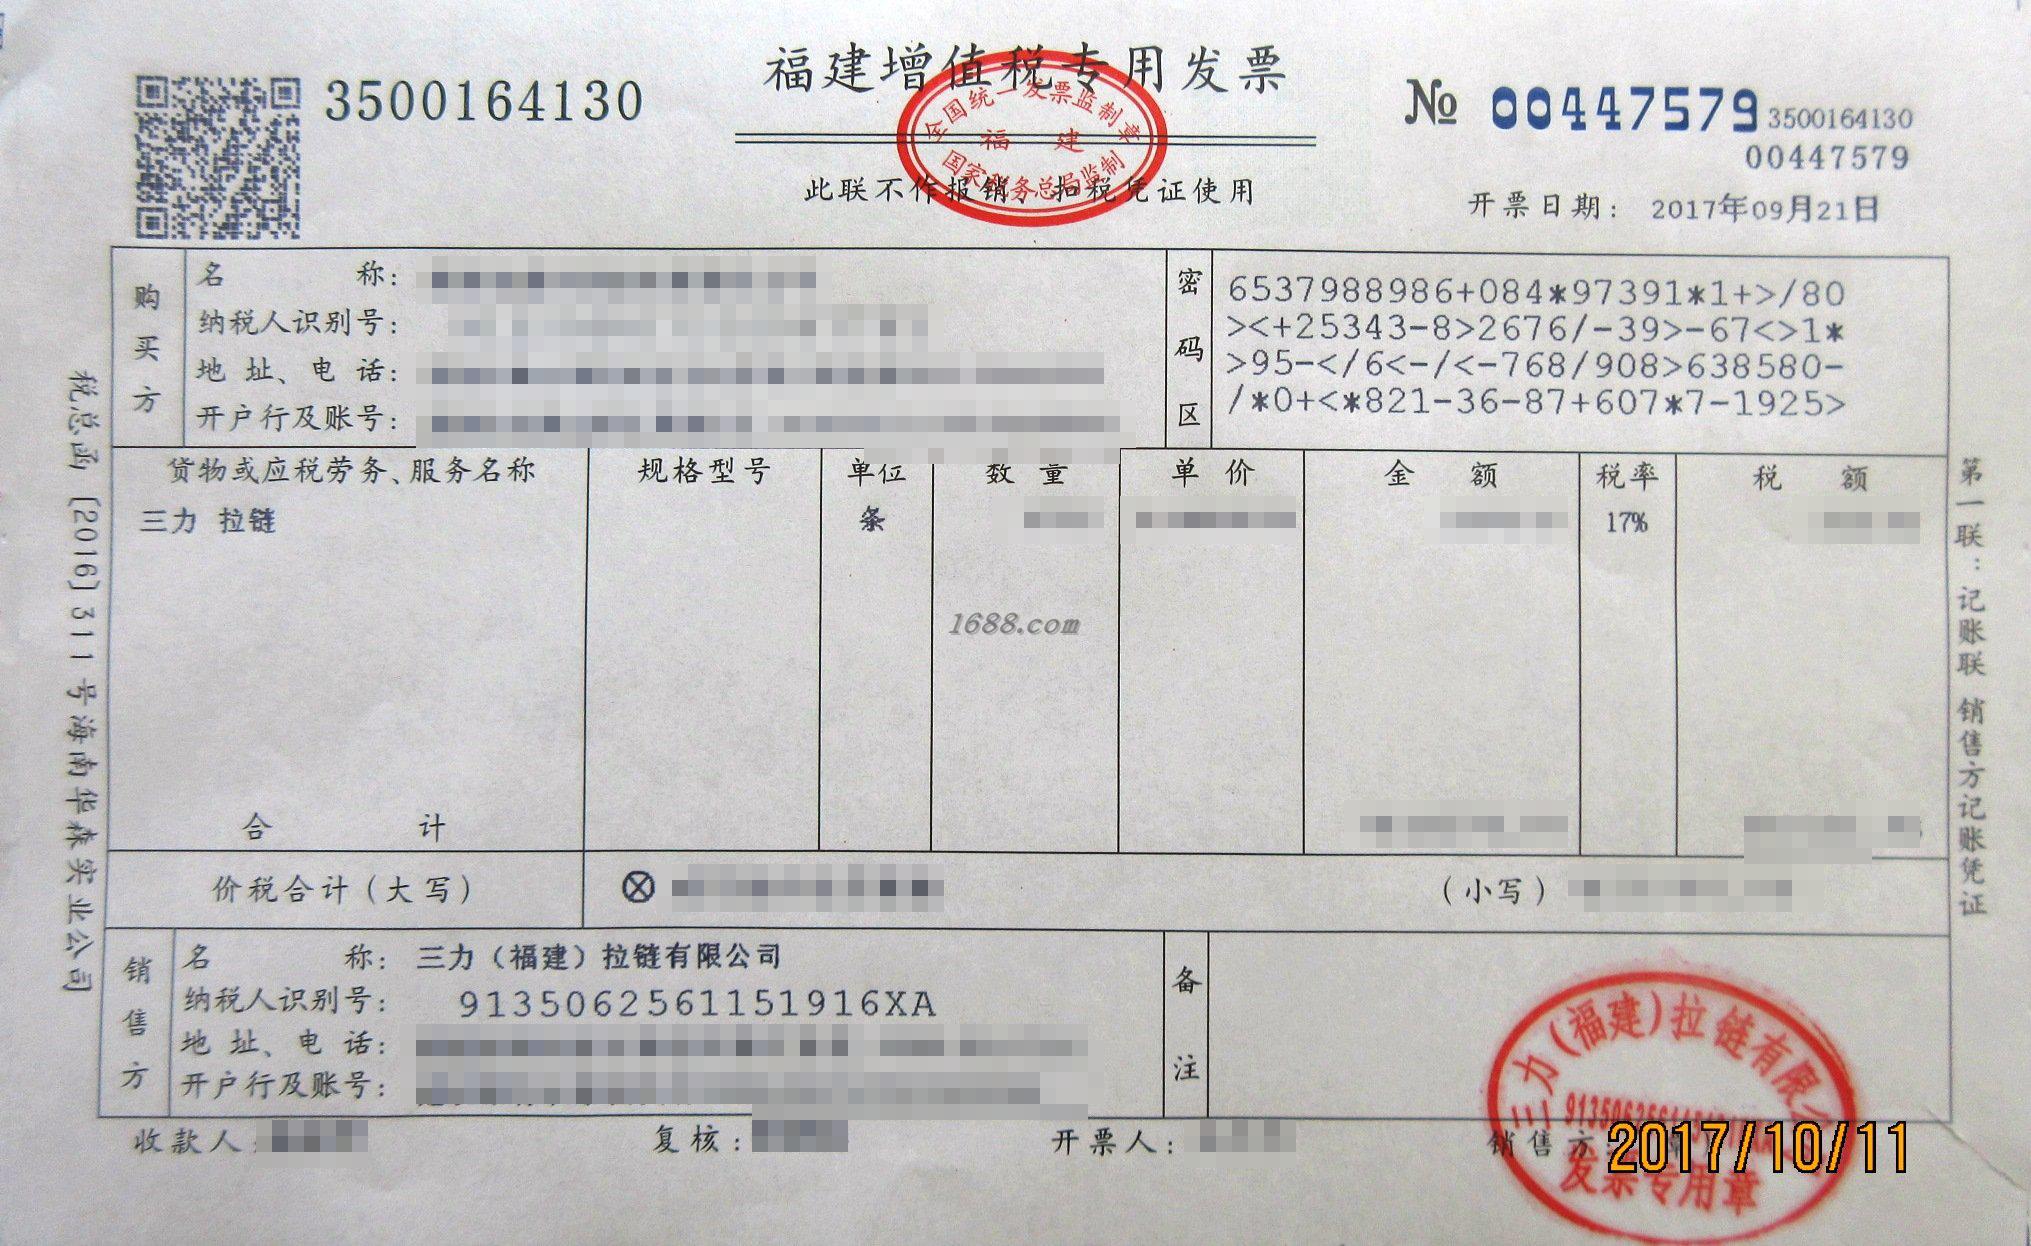 福建增值税专用发票
3500164130
№ 00447579
3500164130
00447579
全国统一发票监制章
福建
国家税务总局监制
此联不作报销、扣税凭证使用
开票日期： 2017年09月21日
购买方
名 称：
纳税人识别号：
地 址、电 话：
开户行及账号：
密码区
6537988986+084*97391*1+>/80
><+25343-8>2676/-39>-67<>1*
>95-</6<-/<-768/908>638580-
/*0+<*821-36-87+607*7-1925>
货物或应税劳务、服务名称 规格型号 单位 数 量 单 价 金 额 税率 税 额
三力 拉链 条 17%
1688.com
合 计
价税合计（大写） ⊗ （小写）
销售方
名 称： 三力（福建）拉链有限公司
纳税人识别号： 9135062561151916XA
地 址、电 话：
开户行及账号：
备注
收款人： 复核： 开票人： 销售方：
三力（福建）拉链有限公
发票专用章
2017/10/11
税总函〔2016〕311号海南华森实业公司
第一联：记账联 销售方记账凭证